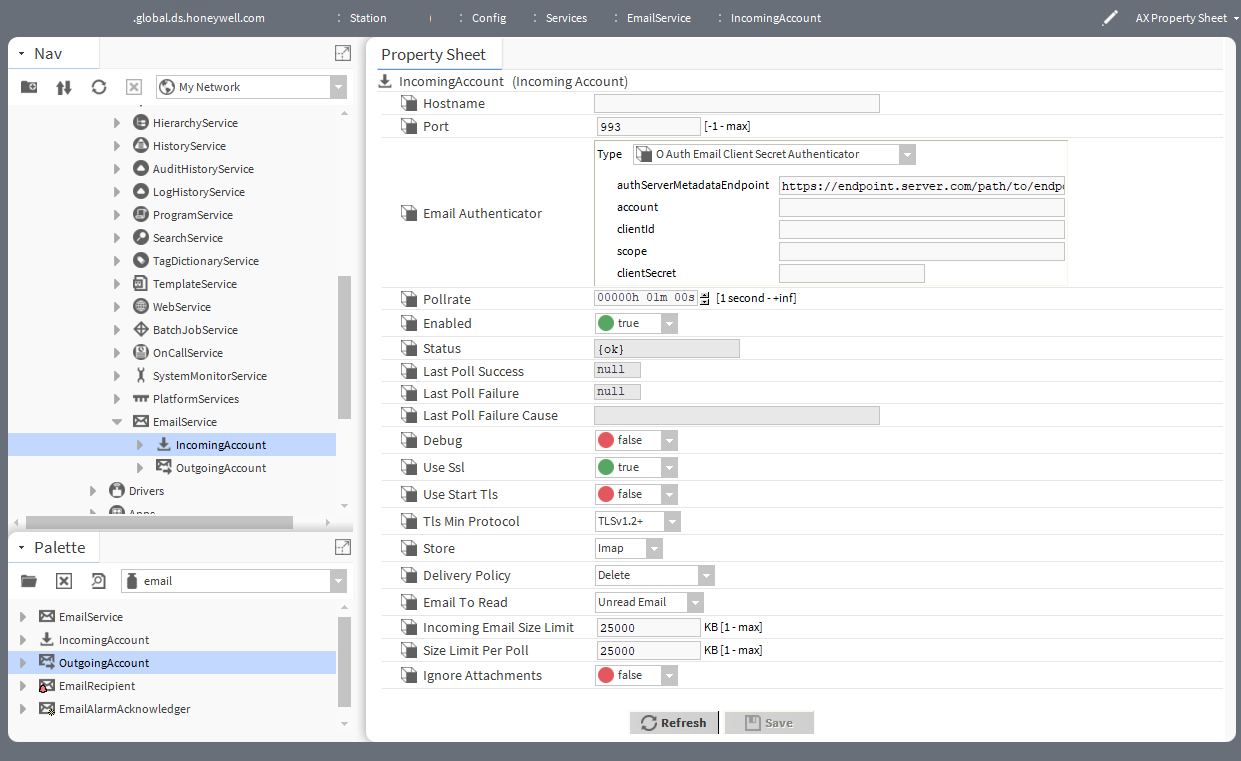 .global.ds.honeywell.com : Station ( : Config : Services : EmailService : IncomingAccount AX Property Sheet
Nav
My Network
HierarchyService
HistoryService
AuditHistoryService
LogHistoryService
ProgramService
SearchService
TagDictionaryService
TemplateService
WebService
BatchJobService
OnCallService
SystemMonitorService
PlatformServices
EmailService
IncomingAccount
OutgoingAccount
Drivers
Apps
Palette
email
EmailService
IncomingAccount
OutgoingAccount
EmailRecipient
EmailAlarmAcknowledger
Property Sheet
IncomingAccount (Incoming Account)
Hostname
Port 993 [-1 - max]
Email Authenticator
Type O Auth Email Client Secret Authenticator
authServerMetadataEndpoint https://endpoint.server.com/path/to/endp
account
clientId
scope
clientSecret
Pollrate 00000h 01m 00s [1 second - +inf]
Enabled true
Status {ok}
Last Poll Success null
Last Poll Failure null
Last Poll Failure Cause
Debug false
Use Ssl true
Use Start Tls false
Tls Min Protocol TLSv1.2+
Store Imap
Delivery Policy Delete
Email To Read Unread Email
Incoming Email Size Limit 25000 KB [1 - max]
Size Limit Per Poll 25000 KB [1 - max]
Ignore Attachments false
Refresh Save